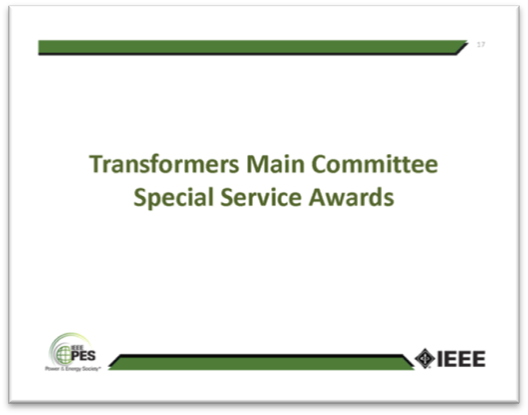 17
Transformers Main Committee
Special Service Awards
IEEE
PES
Power & Energy Society®
IEEE